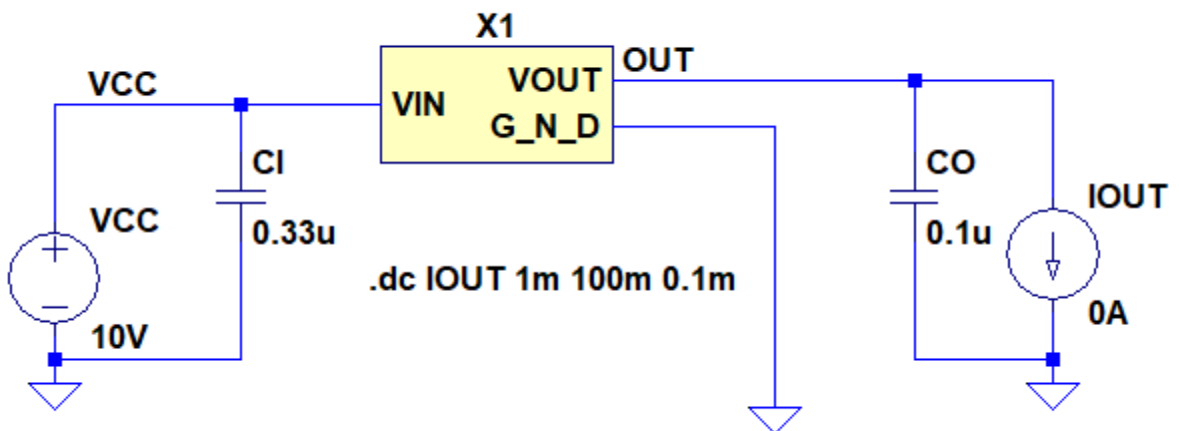 X1
VCC
VIN
VOUT
G_N_D
OUT
CI
0.33u
VCC
10V
.dc IOUT 1m 100m 0.1m
CO
0.1u
IOUT
0A